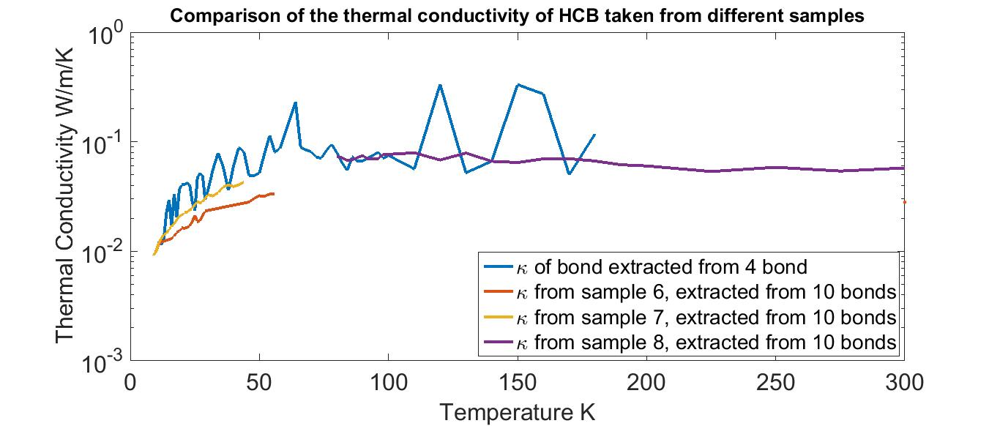 Comparison of the thermal conductivity of HCB taken from different samples
Thermal Conductivity W/m/K
10^0
10^-1
10^-2
10^-3
κ of bond extracted from 4 bond
κ from sample 6, extracted from 10 bonds
κ from sample 7, extracted from 10 bonds
κ from sample 8, extracted from 10 bonds
0 50 100 150 200 250 300
Temperature K